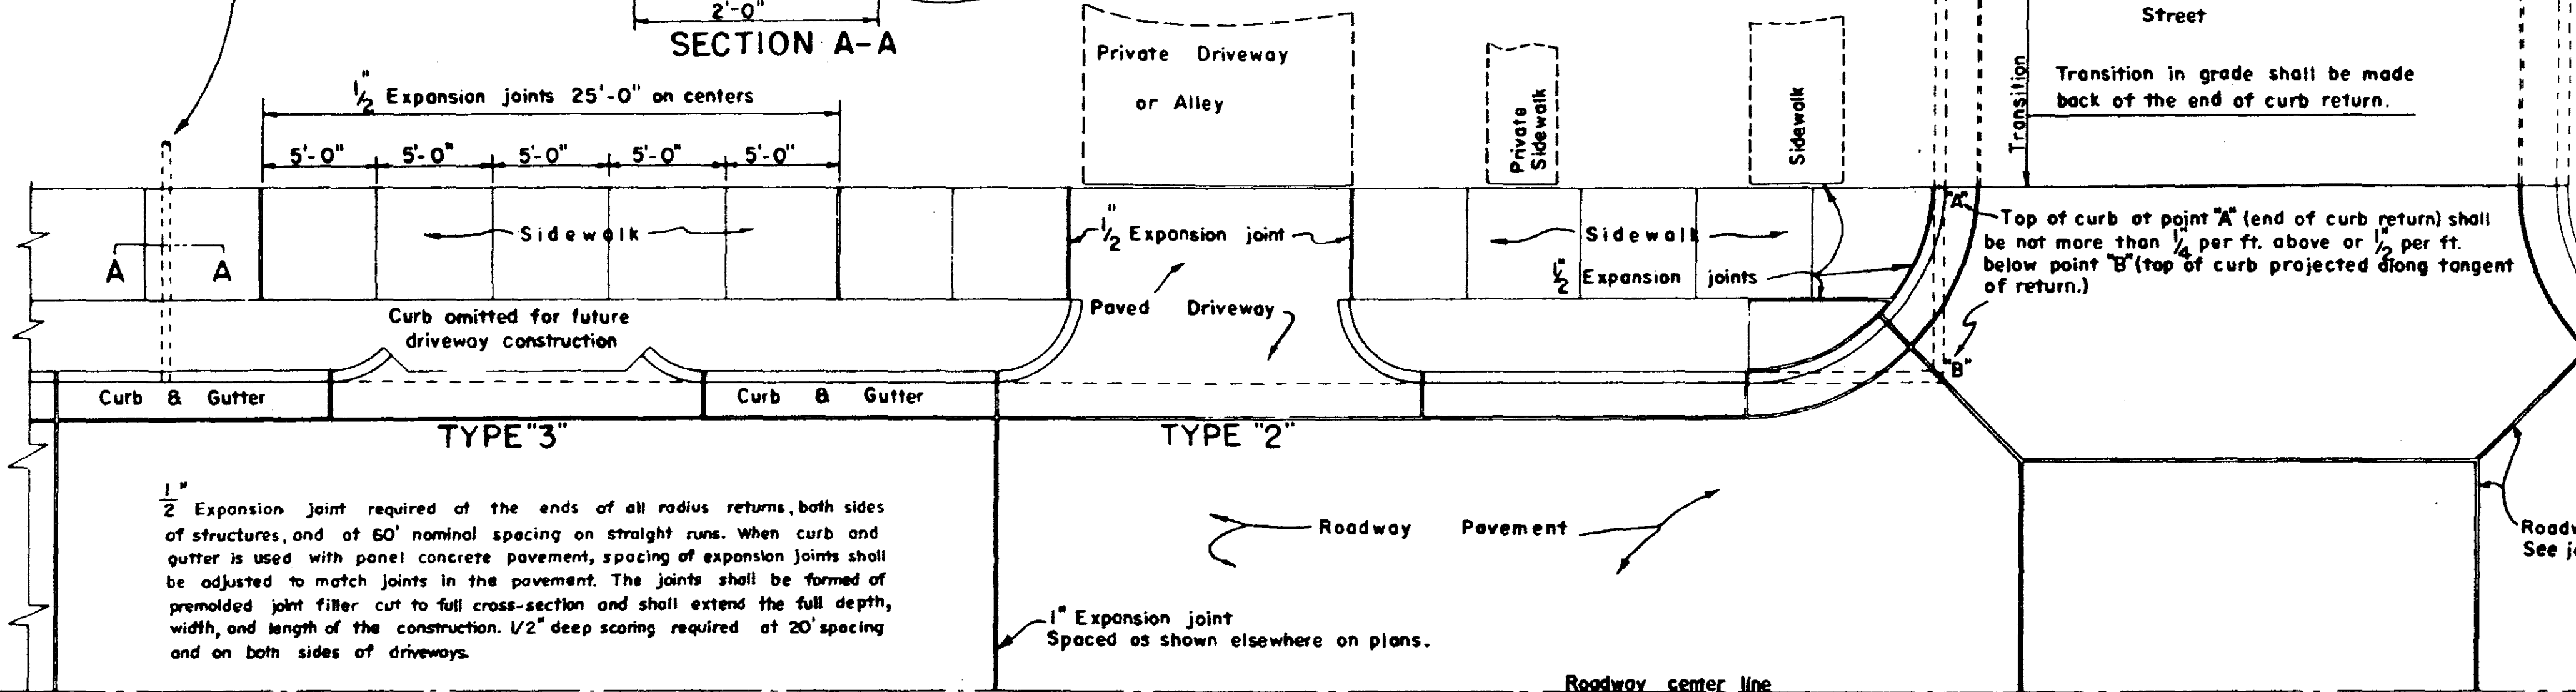 2'-0"
SECTION A-A
1/2" Expansion joints 25'-0" on centers
5'-0" 5'-0" 5'-0" 5'-0" 5'-0"
Private Driveway
or Alley
Private
Sidewalk
Sidewalk
Transition
Street
Transition in grade shall be made
back of the end of curb return.
A A
Sidewalk
1/2" Expansion joint
Paved Driveway
Sidewalk
1/2" Expansion joints
"A"
Top of curb at point "A" (end of curb return) shall
be not more than 1/4" per ft. above or 1/2" per ft.
below point "B" (top of curb projected along tangent
of return.)
"B"
Curb omitted for future
driveway construction
Curb & Gutter
Curb & Gutter
TYPE "3"
TYPE "2"
1/2" Expansion joint required at the ends of all radius returns, both sides
of structures, and at 60' nominal spacing on straight runs. When curb and
gutter is used with panel concrete pavement, spacing of expansion joints shall
be adjusted to match joints in the pavement. The joints shall be formed of
premolded joint filler cut to full cross-section and shall extend the full depth,
width, and length of the construction. 1/2" deep scoring required at 20' spacing
and on both sides of driveways.
Roadway Pavement
1" Expansion joint
Spaced as shown elsewhere on plans.
Roadway center line
Roadw
See j